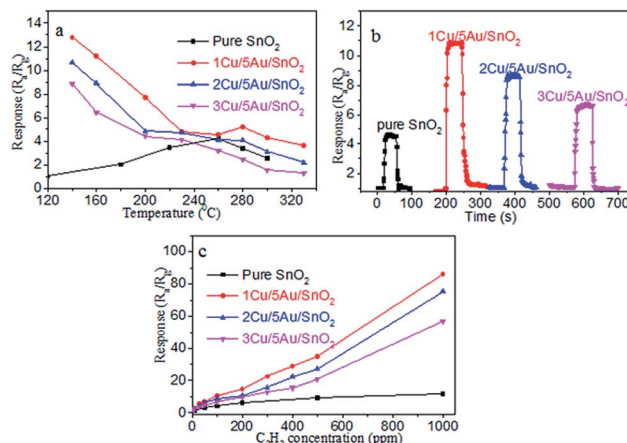 a
Pure SnO₂
1Cu/5Au/SnO₂
2Cu/5Au/SnO₂
3Cu/5Au/SnO₂
Response (Rₐ/R
14
12
10
8
6
4
2
0
120 160 200 240 280 320
Temperature (°C)
b
1Cu/5Au/SnO₂
2Cu/5Au/SnO₂
3Cu/5Au/SnO₂
pure SnO₂
Response (Rₐ/R
12
10
8
6
4
2
0 100 200 300 400 500 600 700
Time (s)
c
Pure SnO₂
1Cu/5Au/SnO₂
2Cu/5Au/SnO₂
3Cu/5Au/SnO₂
Response (Rₐ/R
100
80
60
40
20
0
0 200 400 600 800 1000
concentration (ppm)